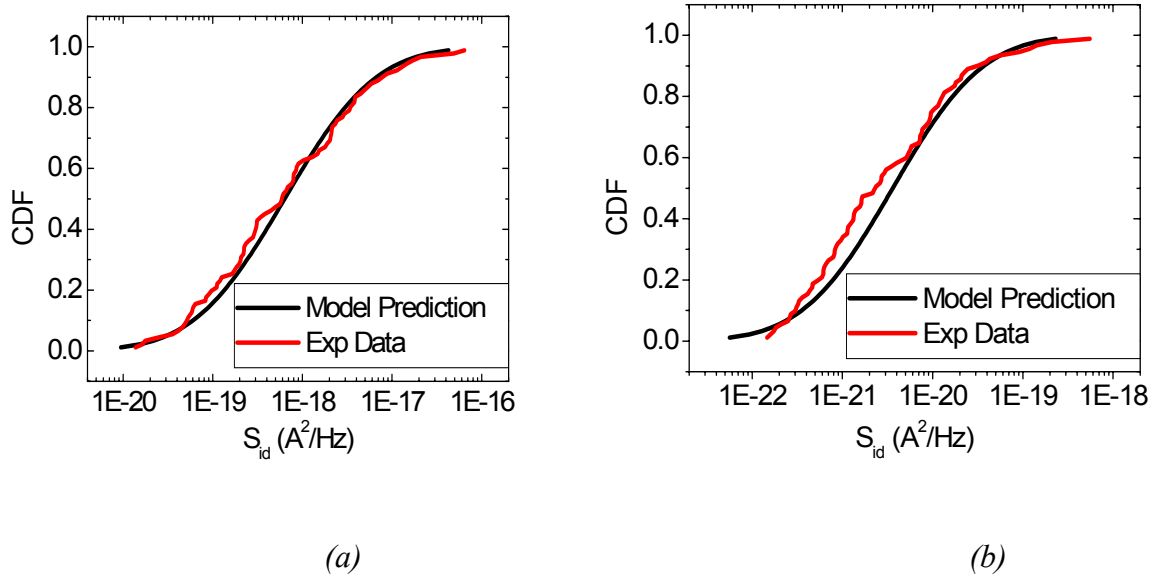 1.0
0.8
0.6
0.4
0.2
0.0
CDF
Model Prediction
Exp Data
1E-20 1E-19 1E-18 1E-17 1E-16
S_id (A²/Hz)
(a)
1.0
0.8
0.6
0.4
0.2
0.0
CDF
Model Prediction
Exp Data
1E-22 1E-21 1E-20 1E-19 1E-18
S_id (A²/Hz)
(b)